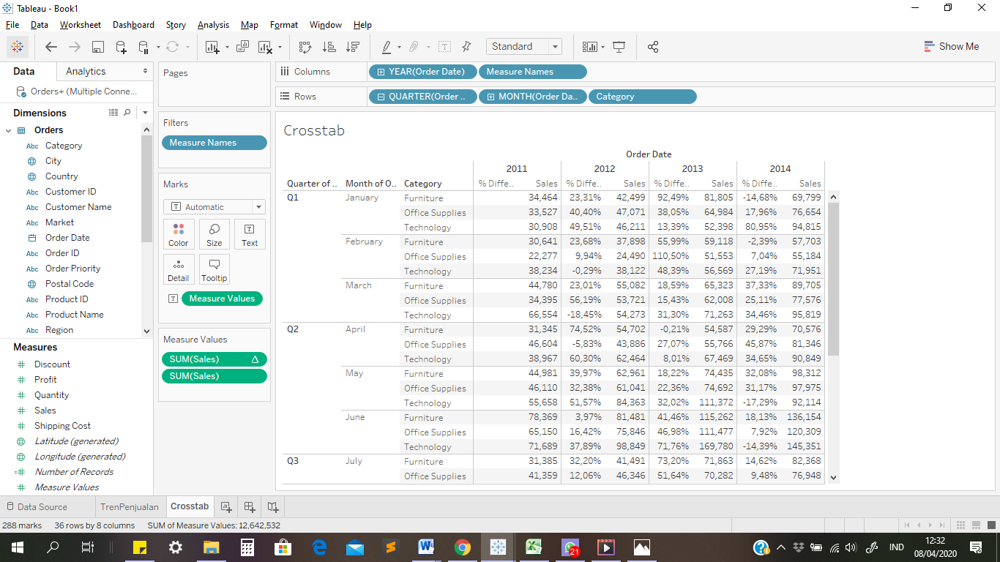 Tableau - Book1
File Data Worksheet Dashboard Story Analysis Map Format Window Help
Standard
Show Me
Data Analytics
Orders+ (Multiple Conne...
Dimensions
Orders
Abc Category
City
Country
Abc Customer ID
Abc Customer Name
Abc Market
Order Date
Abc Order ID
Abc Order Priority
Postal Code
Abc Product ID
Abc Product Name
Abc Region
Measures
Discount
Profit
Quantity
Sales
Shipping Cost
Latitude (generated)
Longitude (generated)
Number of Records
Measure Values
Pages
Filters
Measure Names
Marks
Automatic
Color Size Text
Detail Tooltip
Measure Values
Measure Values
SUM(Sales) Δ
SUM(Sales)
Columns YEAR(Order Date) Measure Names
Rows QUARTER(Order .. MONTH(Order Da.. Category
Crosstab
Order Date
2011 2012 2013 2014
Quarter of .. Month of O.. Category % Diffe.. Sales % Diffe.. Sales % Diffe.. Sales % Diffe.. Sales
Q1 January Furniture 34,464 23,31% 42,499 92,49% 81,805 -14,68% 69,799
Office Supplies 33,527 40,40% 47,071 38,05% 64,984 17,96% 76,654
Technology 30,908 49,51% 46,211 13,39% 52,398 80,95% 94,815
February Furniture 30,641 23,68% 37,898 55,99% 59,118 -2,39% 57,703
Office Supplies 22,277 9,94% 24,490 110,50% 51,553 7,04% 55,184
Technology 38,234 -0,29% 38,122 48,39% 56,569 27,19% 71,951
March Furniture 44,780 23,01% 55,082 18,59% 65,323 37,33% 89,705
Office Supplies 34,395 56,19% 53,721 15,43% 62,008 25,11% 77,576
Technology 66,554 -18,45% 54,273 31,30% 71,263 34,46% 95,819
Q2 April Furniture 31,345 74,52% 54,702 -0,21% 54,587 29,29% 70,576
Office Supplies 46,604 -5,83% 43,886 27,07% 55,766 45,87% 81,346
Technology 38,967 60,30% 62,464 8,01% 67,469 34,65% 90,849
May Furniture 44,981 39,97% 62,961 18,22% 74,435 32,08% 98,312
Office Supplies 46,110 32,38% 61,041 22,36% 74,692 31,17% 97,975
Technology 55,658 51,57% 84,363 32,02% 111,372 -17,29% 92,114
June Furniture 78,369 3,97% 81,481 41,46% 115,262 18,13% 136,154
Office Supplies 65,150 16,42% 75,846 46,98% 111,477 7,92% 120,309
Technology 71,689 37,89% 98,849 71,76% 169,780 -14,39% 145,351
Q3 July Furniture 31,385 32,20% 41,491 73,20% 71,863 14,62% 82,368
Office Supplies 41,359 12,06% 46,346 51,64% 70,282 9,48% 76,948
Data Source TrenPenjualan Crosstab
288 marks 36 rows by 8 columns SUM of Measure Values: 12,642,532
21
IND
12:32
08/04/2020